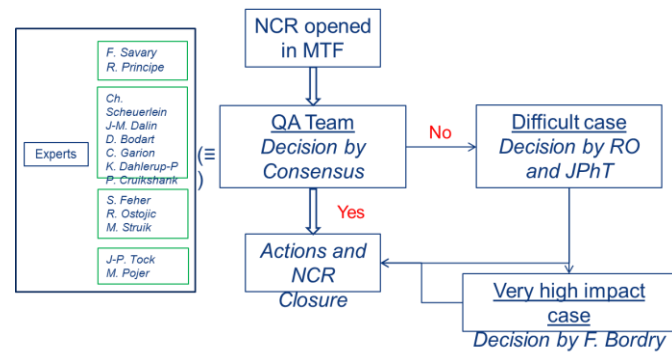 F. Savary
R. Principe
Ch.
Scheuerlein
J-M. Dalin
D. Bodart
C. Garion
K. Dahlerup-P
P. Cruikshank
S. Feher
R. Ostojic
M. Struik
J-P. Tock
M. Pojer
Experts
(≡
)
NCR opened
in MTF
QA Team
Decision by
Consensus
No
Difficult case
Decision by RO
and JPhT
Yes
Actions and
NCR
Closure
Very high impact
case
Decision by F. Bordry